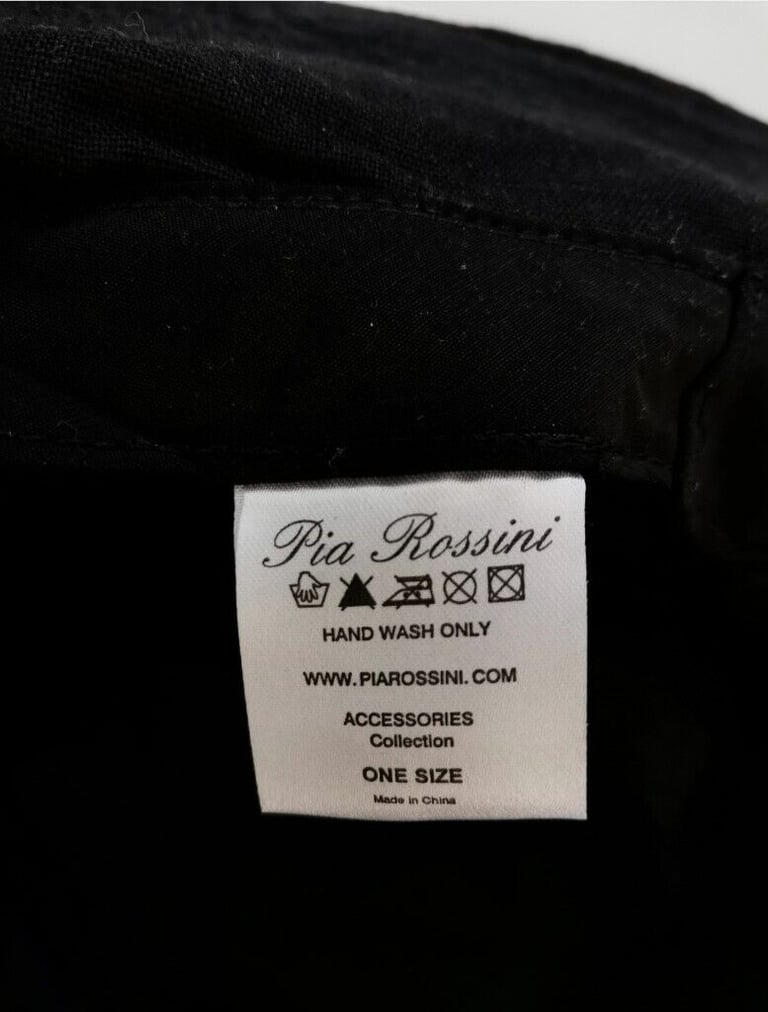 Pia Rossini
HAND WASH ONLY
WWW.PIAROSSINI.COM
ACCESSORIES
Collection
ONE SIZE
Made in China